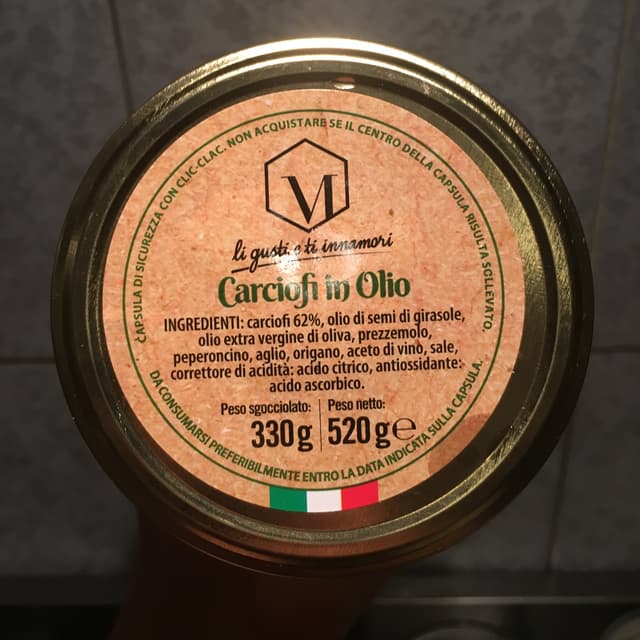 CAPSULA DI SICUREZZA CON CLIC-CLAC. NON ACQUISTARE SE IL CENTRO DELLA CAPSULA RISULTA SOLLEVATO.
VI
li gusti e ti innamori
Carciofi in Olio
INGREDIENTI: carciofi 62%, olio di semi di girasole,
olio extra vergine di oliva, prezzemolo,
peperoncino, aglio, origano, aceto di vino, sale,
correttore di acidità: acido citrico, antiossidante:
acido ascorbico.
Peso sgocciolato: Peso netto:
330g 520g℮
DA CONSUMARSI PREFERIBILMENTE ENTRO LA DATA INDICATA SULLA CAPSULA.